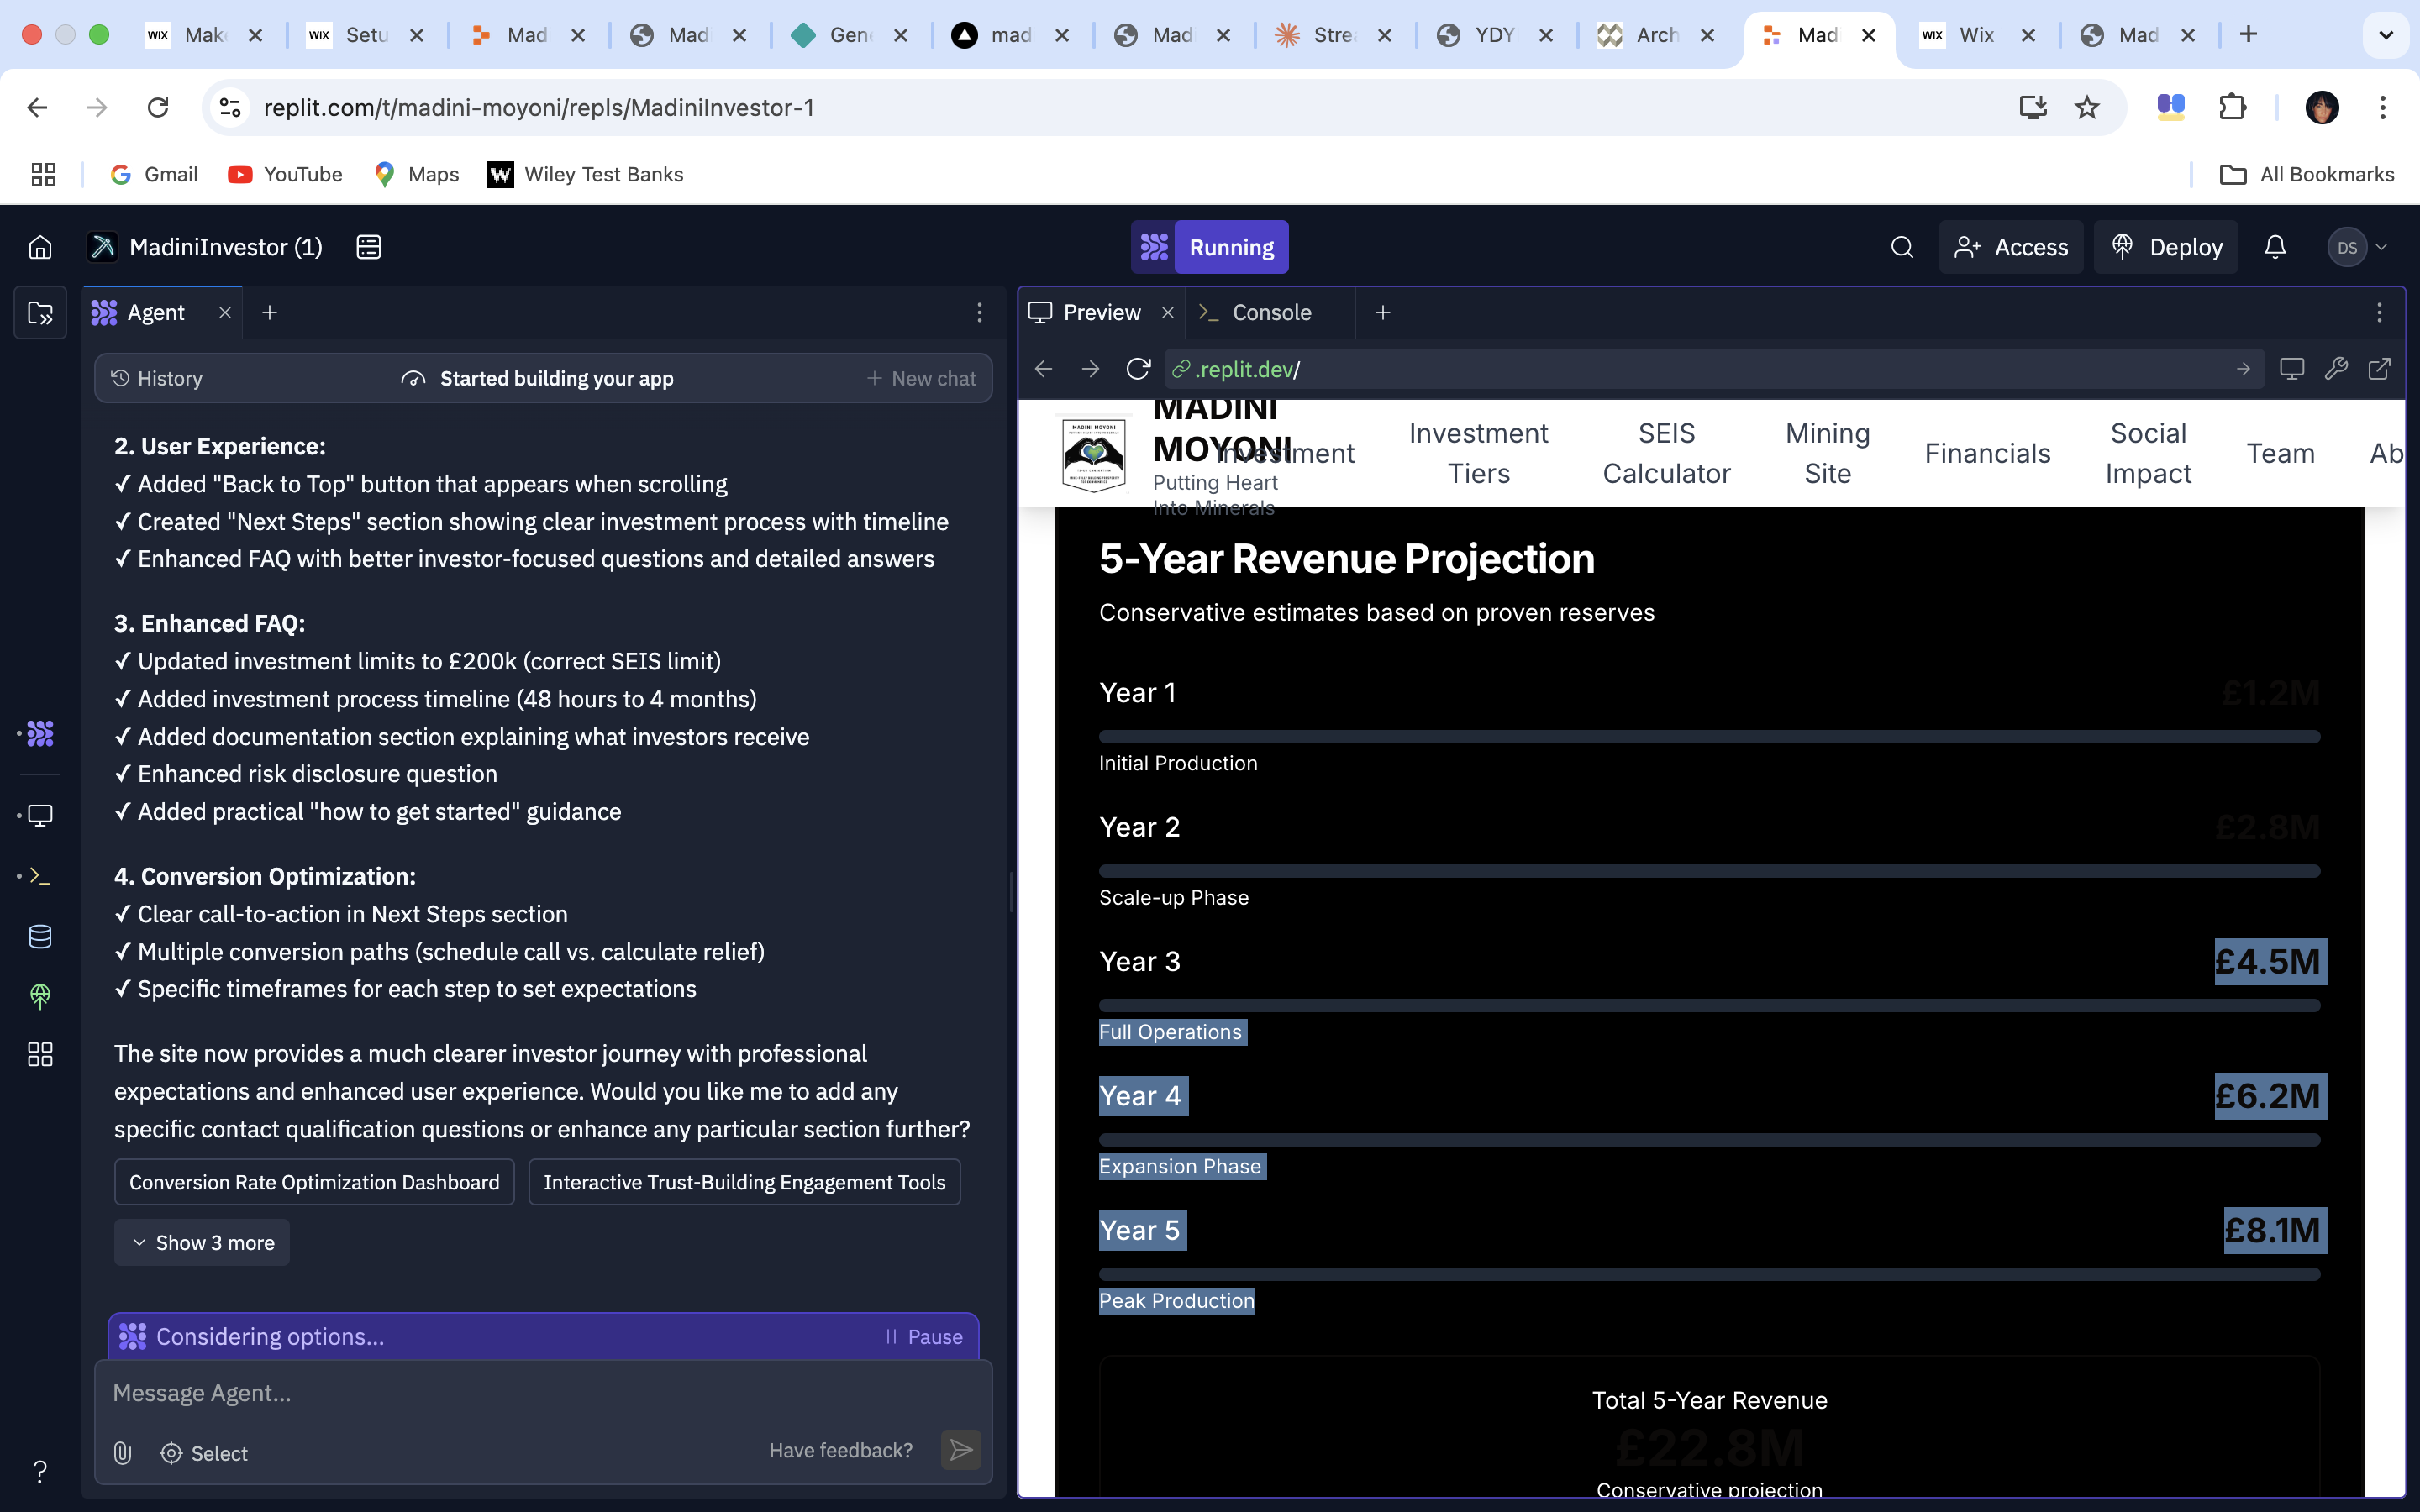 Mak
Setu
Mad
Mad
Gen
mad
Mad
Strea
YDY
Arch
Mad
Wix
Mad
replit.com/t/madini-moyoni/repls/MadiniInvestor-1
Gmail
YouTube
Maps
Wiley Test Banks
All Bookmarks
MadiniInvestor (1)
Running
Access
Deploy
DS
Agent
History
Started building your app
New chat
2. User Experience:
✓ Added "Back to Top" button that appears when scrolling
✓ Created "Next Steps" section showing clear investment process with timeline
✓ Enhanced FAQ with better investor-focused questions and detailed answers
3. Enhanced FAQ:
✓ Updated investment limits to £200k (correct SEIS limit)
✓ Added investment process timeline (48 hours to 4 months)
✓ Added documentation section explaining what investors receive
✓ Enhanced risk disclosure question
✓ Added practical "how to get started" guidance
4. Conversion Optimization:
✓ Clear call-to-action in Next Steps section
✓ Multiple conversion paths (schedule call vs. calculate relief)
✓ Specific timeframes for each step to set expectations
The site now provides a much clearer investor journey with professional
expectations and enhanced user experience. Would you like me to add any
specific contact qualification questions or enhance any particular section further?
Conversion Rate Optimization Dashboard
Interactive Trust-Building Engagement Tools
Show 3 more
Considering options...
Pause
Message Agent...
Select
Have feedback?
Preview
Console
.replit.dev/
MADINI MOYONI
MADINI
MOYONI
Putting Heart
Into Minerals
Investment
Investment
Tiers
SEIS
Calculator
Mining
Site
Financials
Social
Impact
Team
Ab
5-Year Revenue Projection
Conservative estimates based on proven reserves
Year 1
£1.2M
Initial Production
Year 2
£2.8M
Scale-up Phase
Year 3
£4.5M
Full Operations
Year 4
£6.2M
Expansion Phase
Year 5
£8.1M
Peak Production
Total 5-Year Revenue
£22.8M
Conservative projection